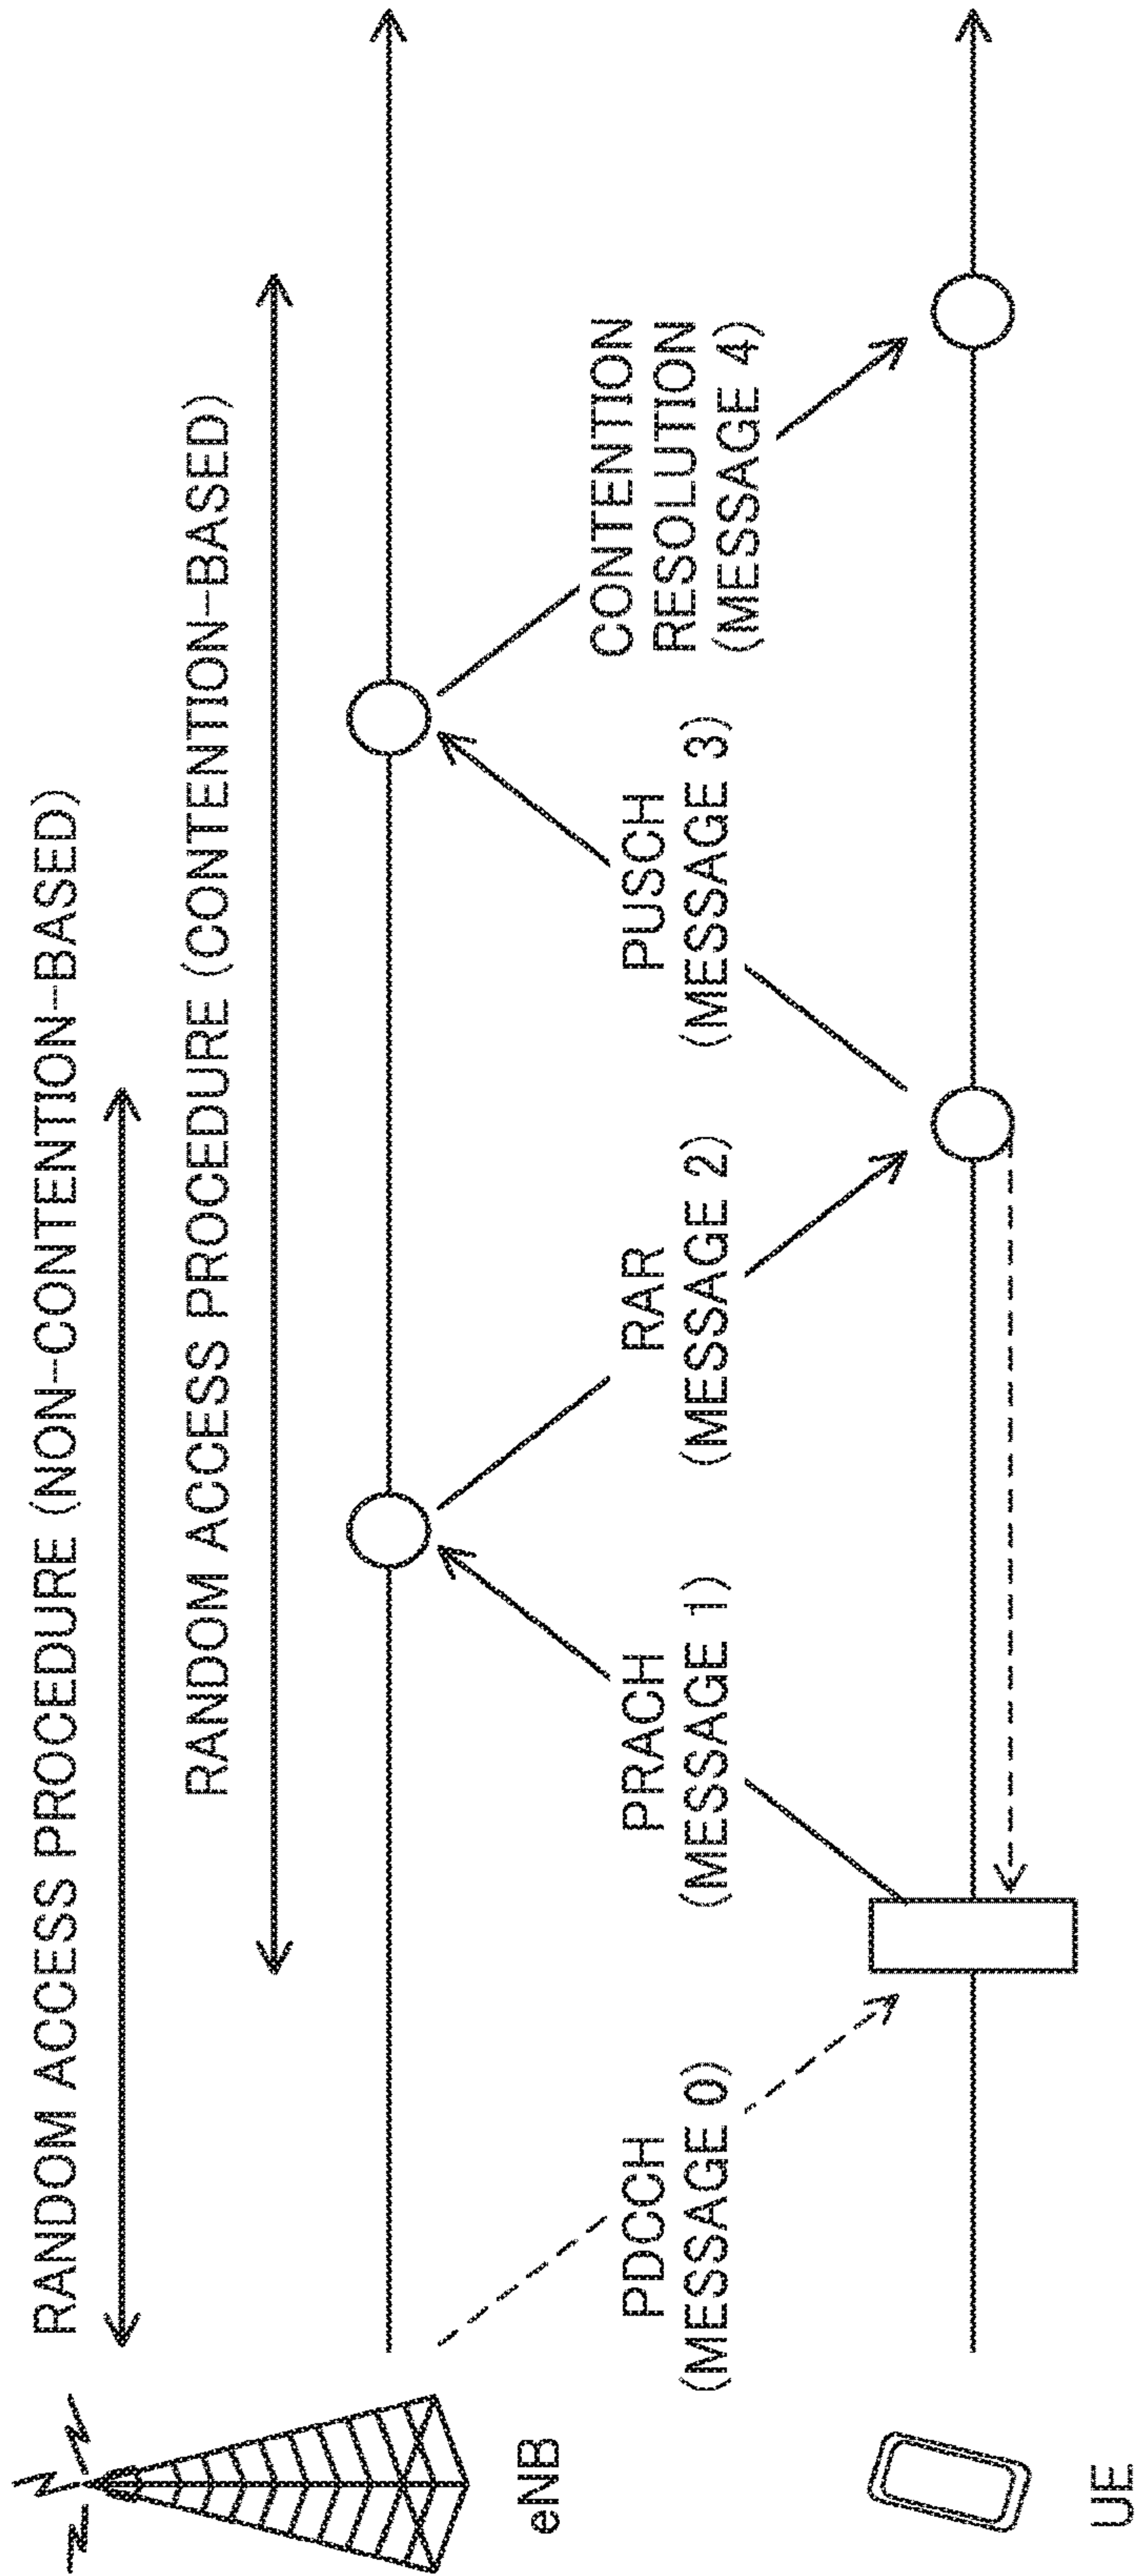 RANDOM ACCESS PROCEDURE (NON-CONTENTION-BASED)
RANDOM ACCESS PROCEDURE (CONTENTION-BASED)
eNB
PDCCH
(MESSAGE 0)
PRACH
(MESSAGE 1)
RAR
(MESSAGE 2)
PUSCH
(MESSAGE 3)
CONTENTION
RESOLUTION
(MESSAGE 4)
UE